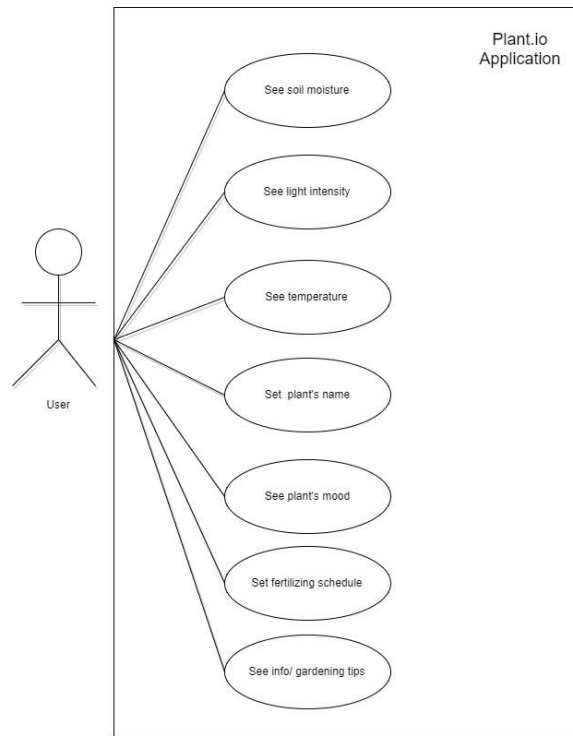 Plant.io
Application
See soil moisture
See light intensity
See temperature
Set plant's name
User
See plant's mood
Set fertilizing schedule
See info/ gardening tips